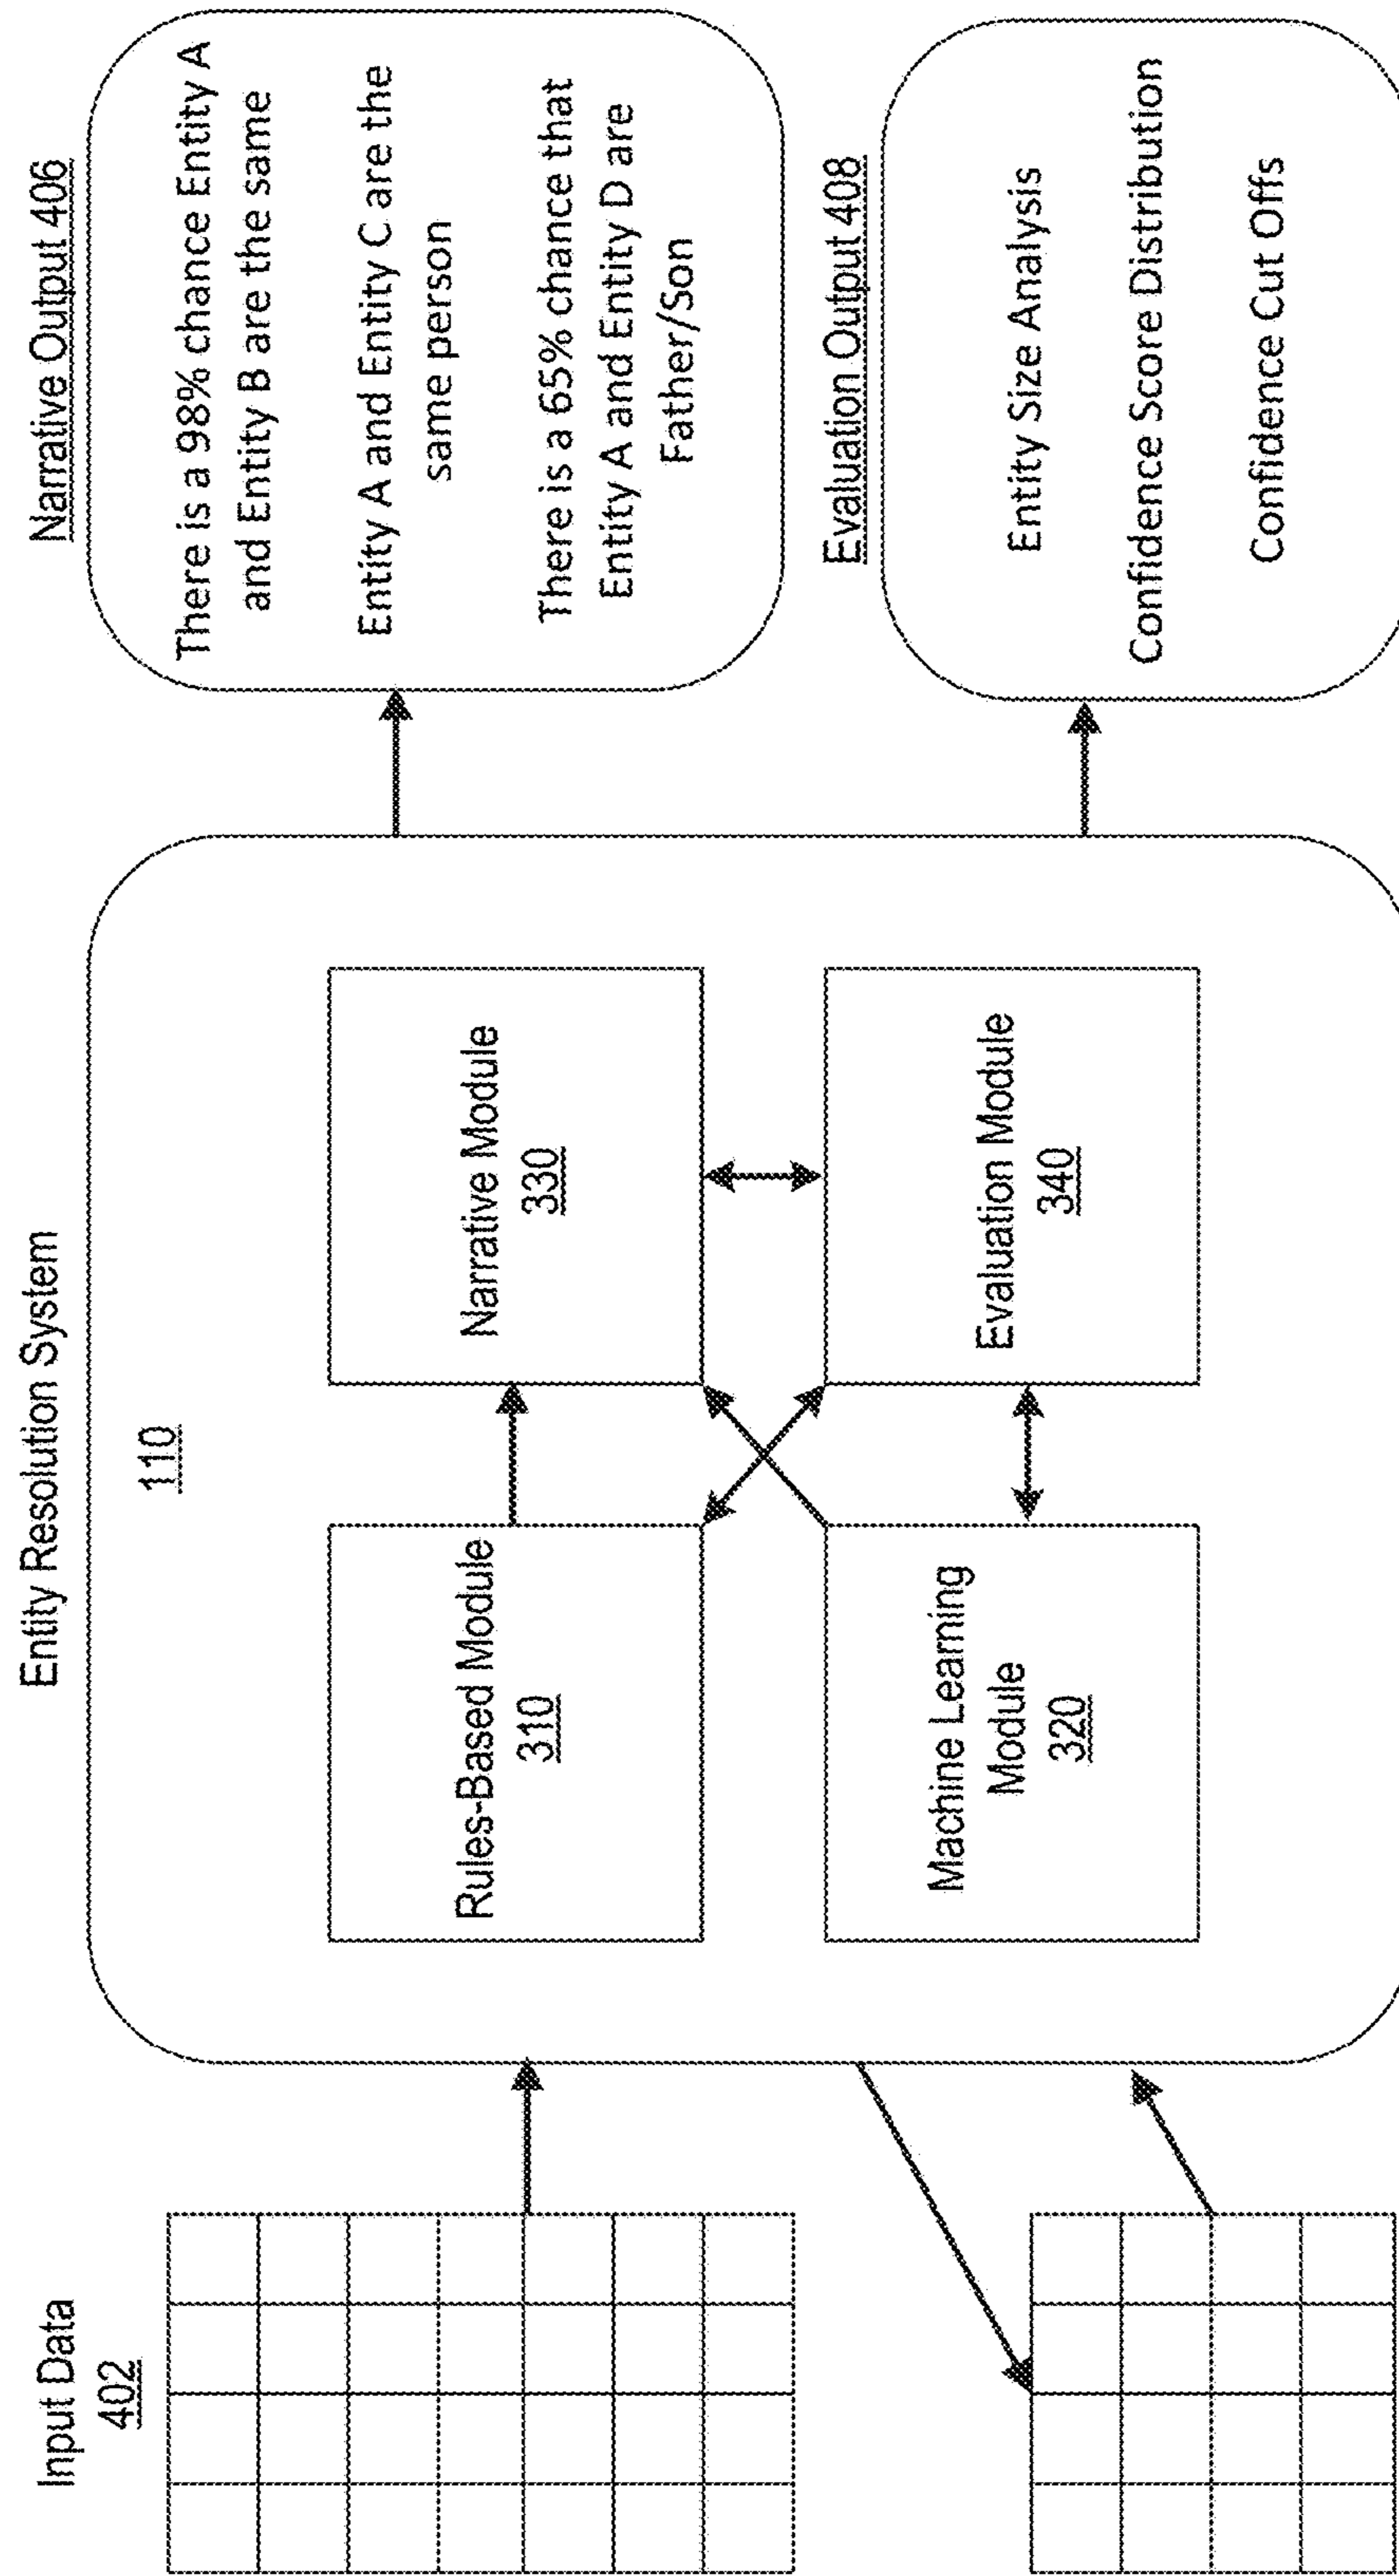 Input Data
402
Entity Resolution System
110
Rules-Based Module
310
Narrative Module
330
Machine Learning
Module
320
Evaluation Module
340
Narrative Output 406
There is a 98% chance Entity A
and Entity B are the same
Entity A and Entity C are the
same person
There is a 65% chance that
Entity A and Entity D are
Father/Son
Evaluation Output 408
Entity Size Analysis
Confidence Score Distribution
Confidence Cut Offs